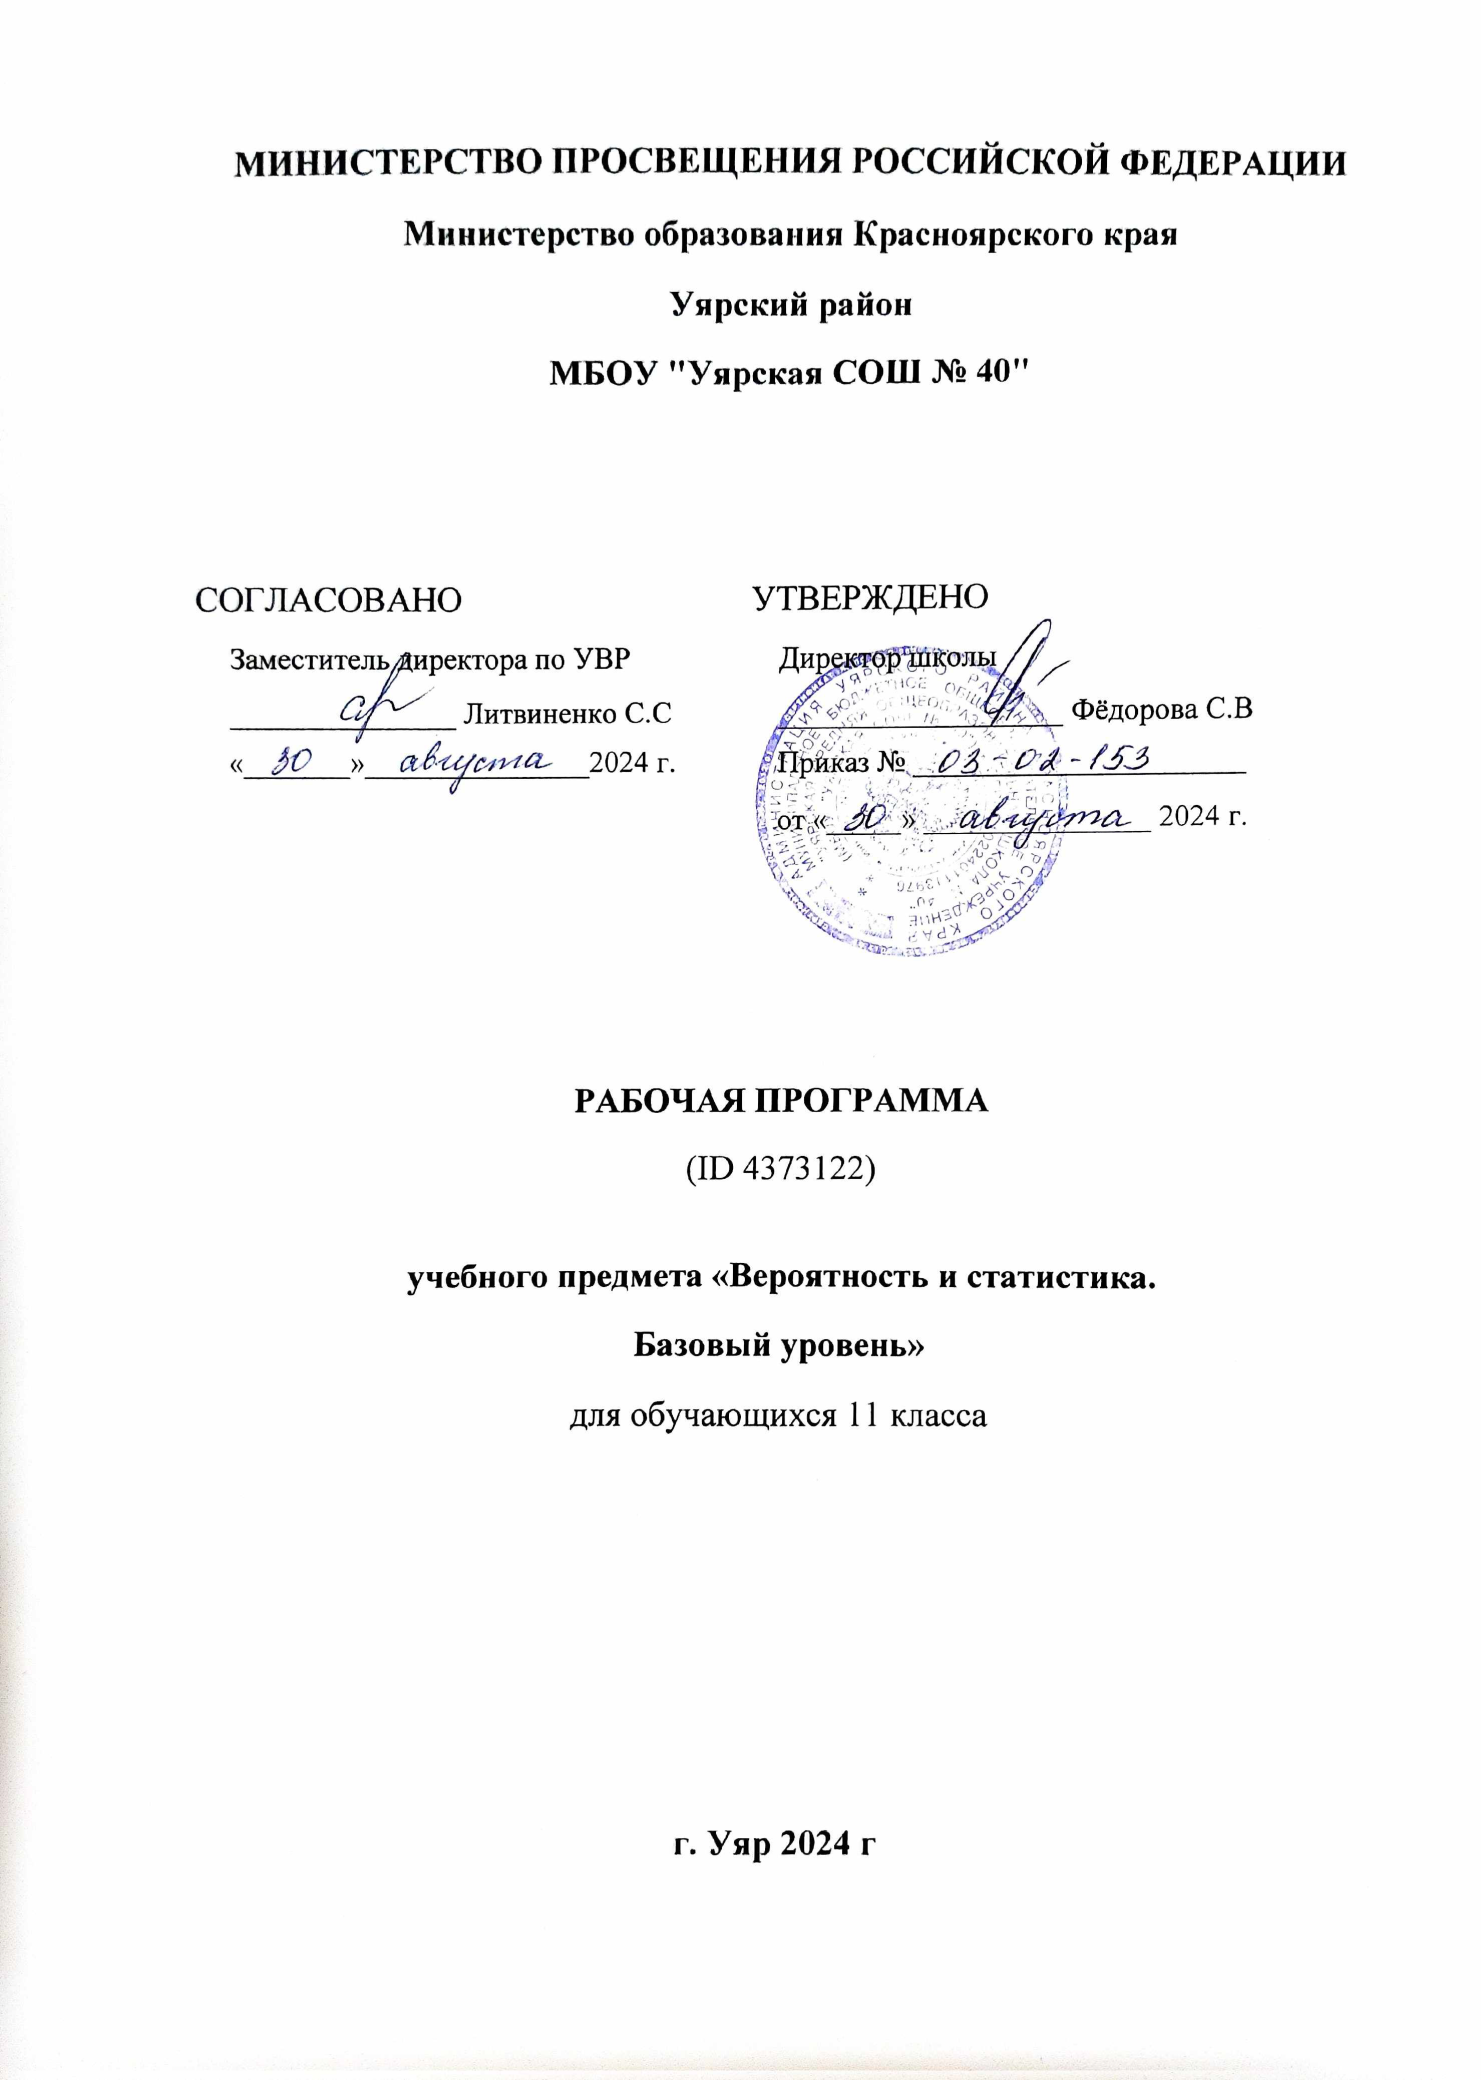 МИНИСТЕРСТВО ПРОСВЕЩЕНИЯ РОССИЙСКОЙ ФЕДЕРАЦИИ
Министерство образования Красноярского края
Уярский район
МБОУ "Уярская СОШ № 40"
СОГЛАСОВАНО
Заместитель директора по УВР
Литвиненко С.С
«30» августа 2024 г.
УТВЕРЖДЕНО
Директор школы
Фёдорова С.В
Приказ № 03-02-153
от «30» августа 2024 г.
РАБОЧАЯ ПРОГРАММА
(ID 4373122)
учебного предмета «Вероятность и статистика.
Базовый уровень»
для обучающихся 11 класса
г. Уяр 2024 г